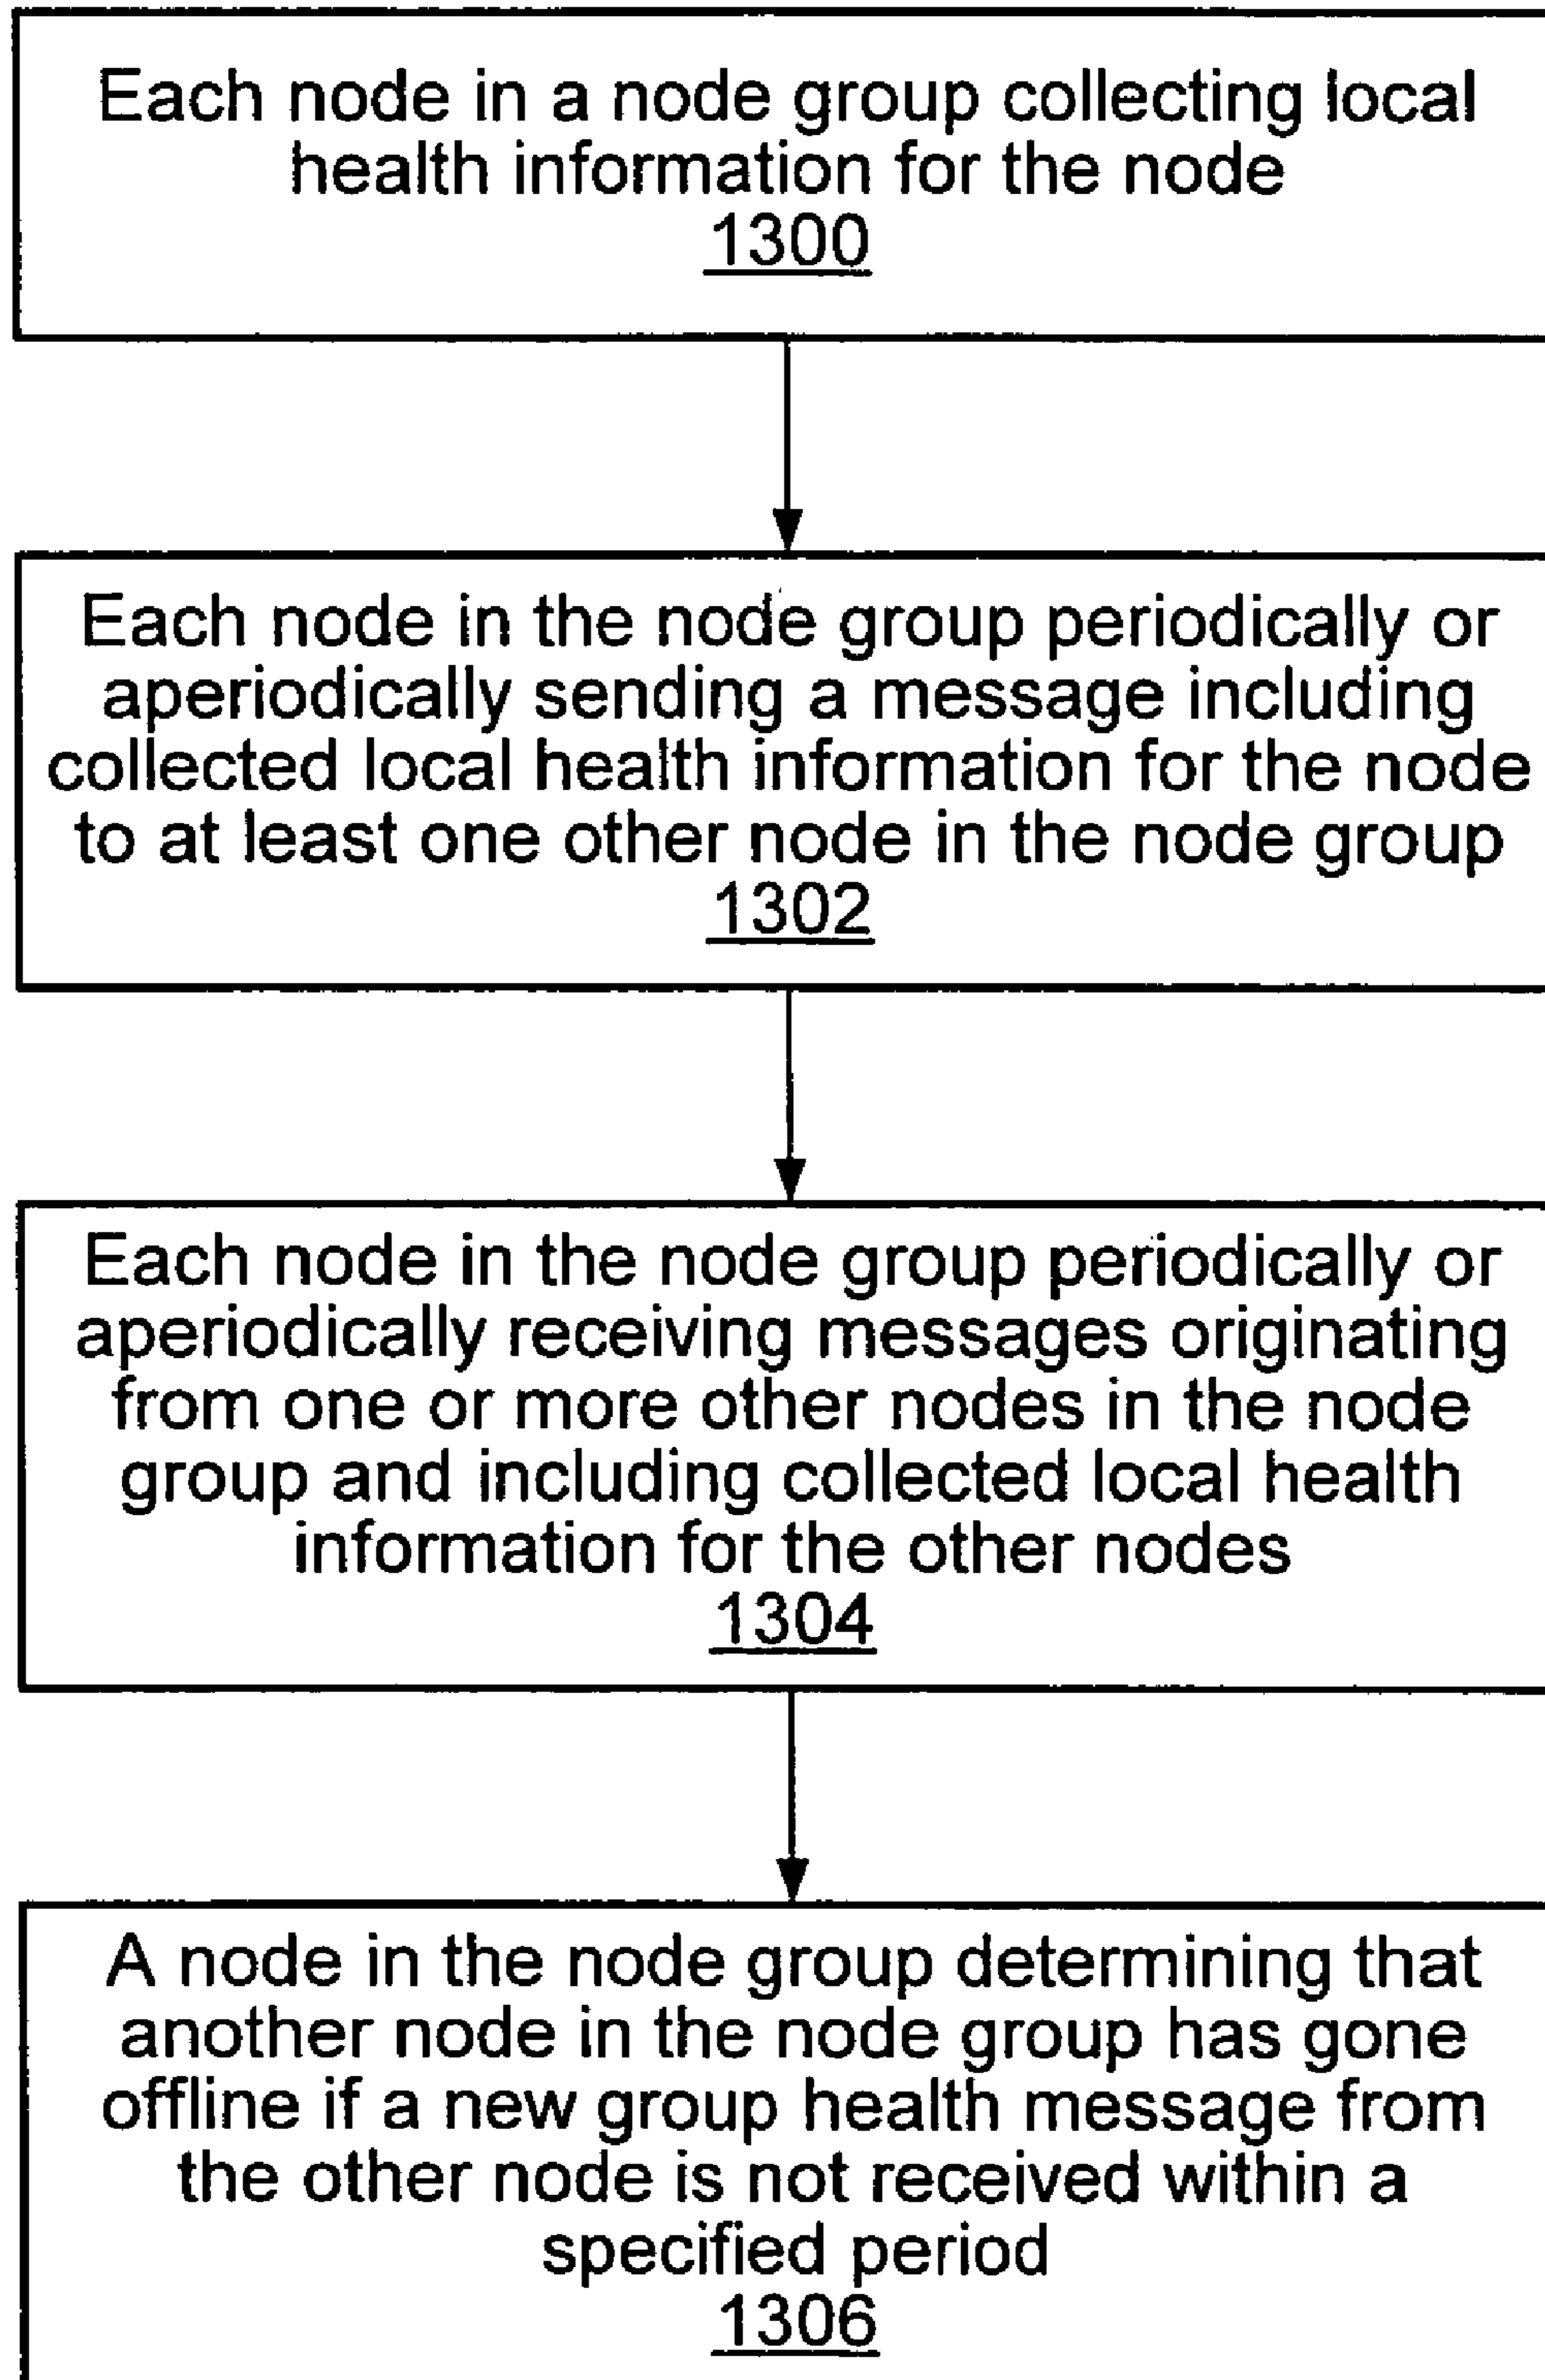 Each node in a node group collecting local
health information for the node
1300
Each node in the node group periodically or
aperiodically sending a message including
collected local health information for the node
to at least one other node in the node group
1302
Each node in the node group periodically or
aperiodically receiving messages originating
from one or more other nodes in the node
group and including collected local health
information for the other nodes
1304
A node in the node group determining that
another node in the node group has gone
offline if a new group health message from
the other node is not received within a
specified period
1306